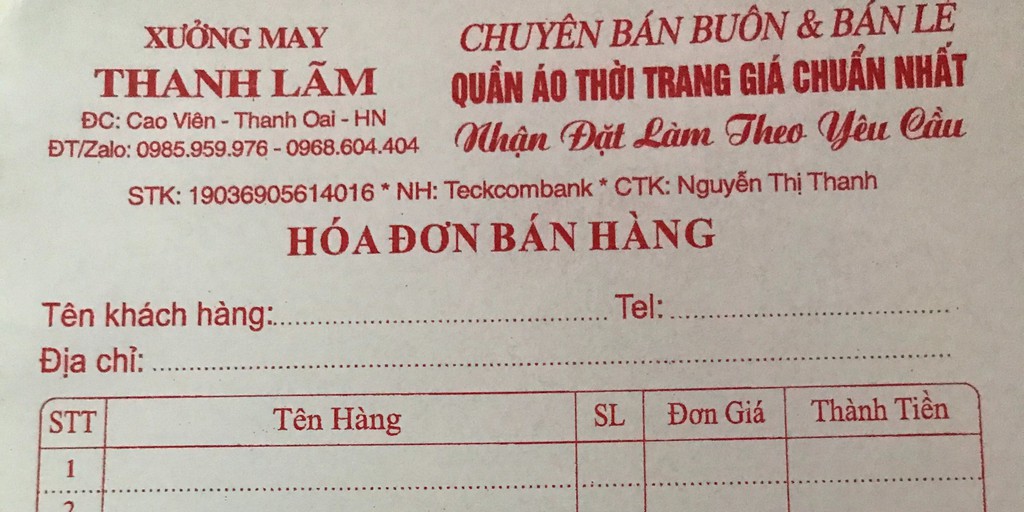 XƯỞNG MAY
THANH LÃM
ĐC: Cao Viên - Thanh Oai - HN
ĐT/Zalo: 0985.959.976 - 0968.604.404
CHUYÊN BÁN BUÔN & BÁN LẺ
QUẦN ÁO THỜI TRANG GIÁ CHUẨN NHẤT
Nhận Đặt Làm Theo Yêu Cầu
STK: 19036905614016 * NH: Teckcombank * CTK: Nguyễn Thị Thanh
HÓA ĐƠN BÁN HÀNG
Tên khách hàng: Tel:
Địa chỉ:
STT Tên Hàng SL Đơn Giá Thành Tiền
1
2